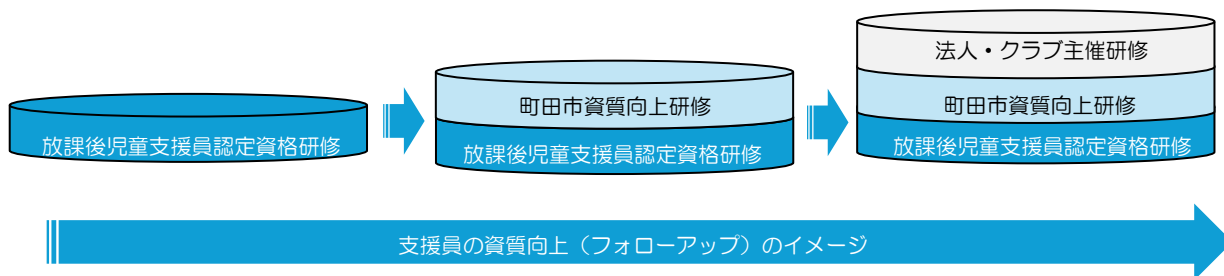 放課後児童支援員認定資格研修
町田市資質向上研修
放課後児童支援員認定資格研修
法人・クラブ主催研修
町田市資質向上研修
放課後児童支援員認定資格研修
支援員の資質向上（フォローアップ）のイメージ